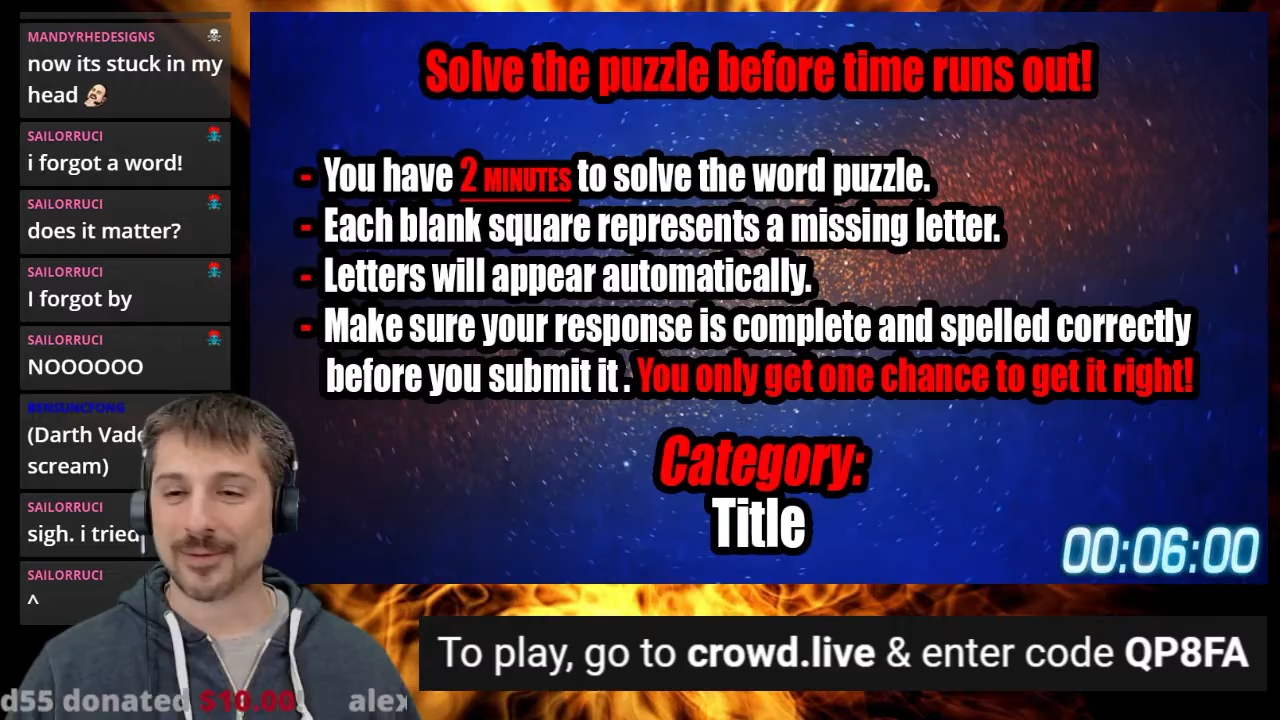 MANDYRHEDESIGNS
now its stuck in my
head
SAILORRUCI
i forgot a word!
SAILORRUCI
does it matter?
SAILORRUCI
I forgot by
SAILORRUCI
NOOOOOO
BENSUNCFONG
(Darth Vade
scream)
SAILORRUCI
sigh. i tried
SAILORRUCI
^
Solve the puzzle before time runs out!
- You have 2 MINUTES to solve the word puzzle.
- Each blank square represents a missing letter.
- Letters will appear automatically.
- Make sure your response is complete and spelled correctly
before you submit it . You only get one chance to get it right!
Category:
Title
00:06:00
To play, go to crowd.live & enter code QP8FA
d55 donated $10.00! alex